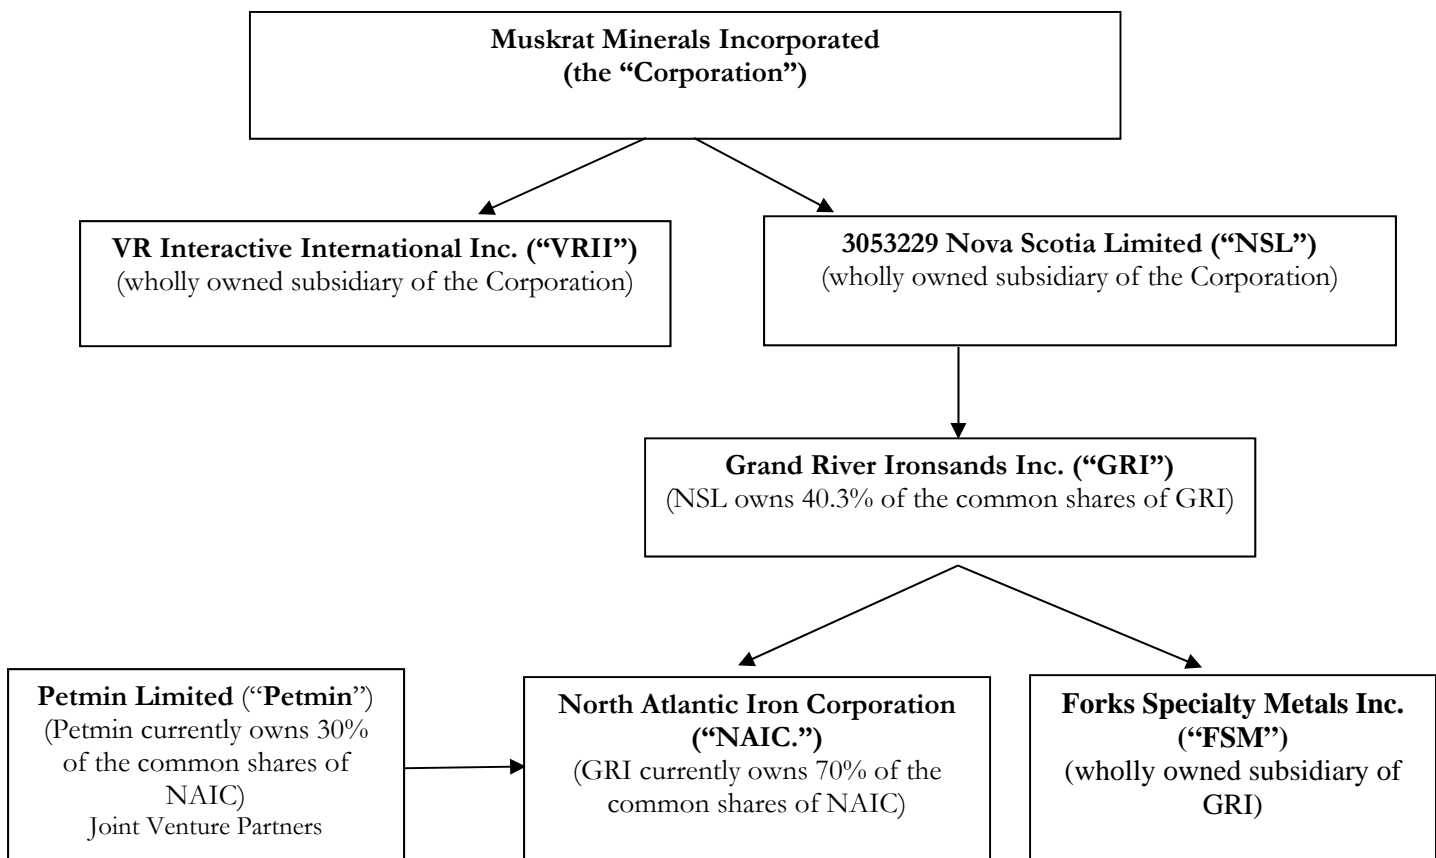 Muskrat Minerals Incorporated
(the “Corporation”)
VR Interactive International Inc. (“VRII”)
(wholly owned subsidiary of the Corporation)
3053229 Nova Scotia Limited (“NSL”)
(wholly owned subsidiary of the Corporation)
Grand River Ironsands Inc. (“GRI”)
(NSL owns 40.3% of the common shares of GRI)
Petmin Limited (“Petmin”)
(Petmin currently owns 30%
of the common shares of
NAIC)
Joint Venture Partners
North Atlantic Iron Corporation
(“NAIC.”)
(GRI currently owns 70% of the
common shares of NAIC)
Forks Specialty Metals Inc.
(“FSM”)
(wholly owned subsidiary of
GRI)